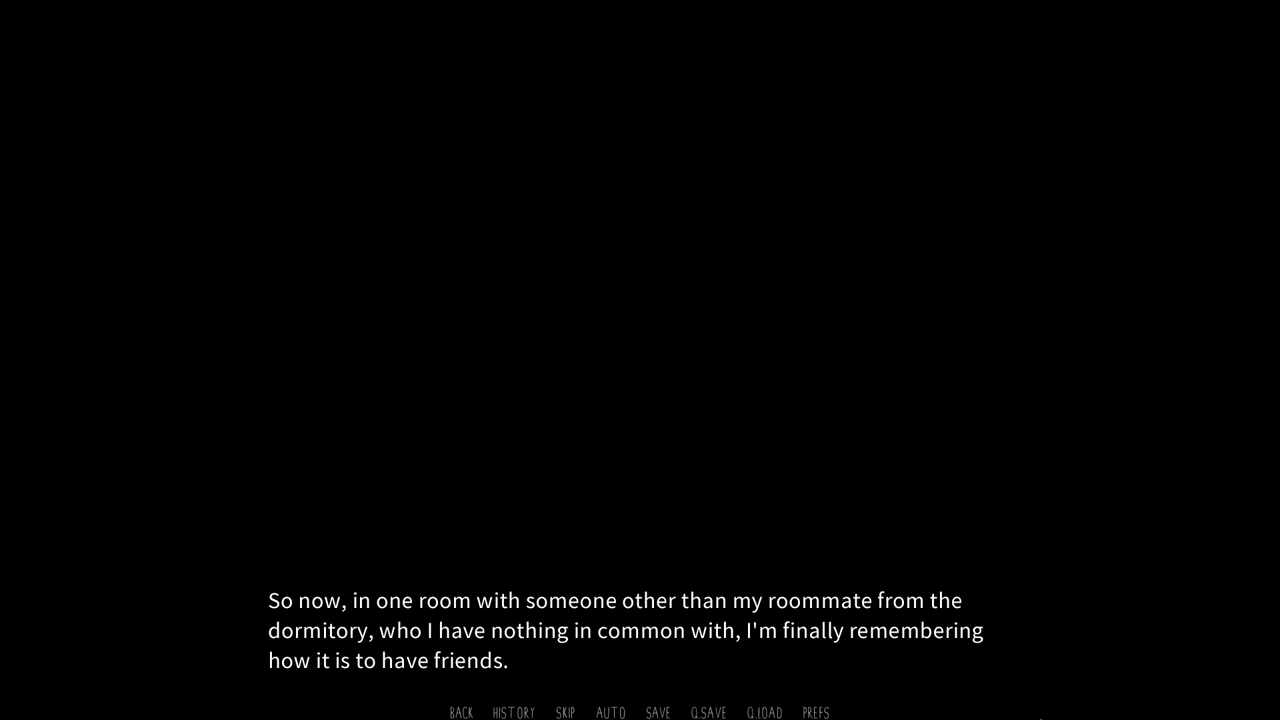 So now, in one room with someone other than my roommate from the
dormitory, who I have nothing in common with, I'm finally remembering
how it is to have friends.
BACK HISTORY SKIP AUTO SAVE Q.SAVE Q.LOAD PREFS